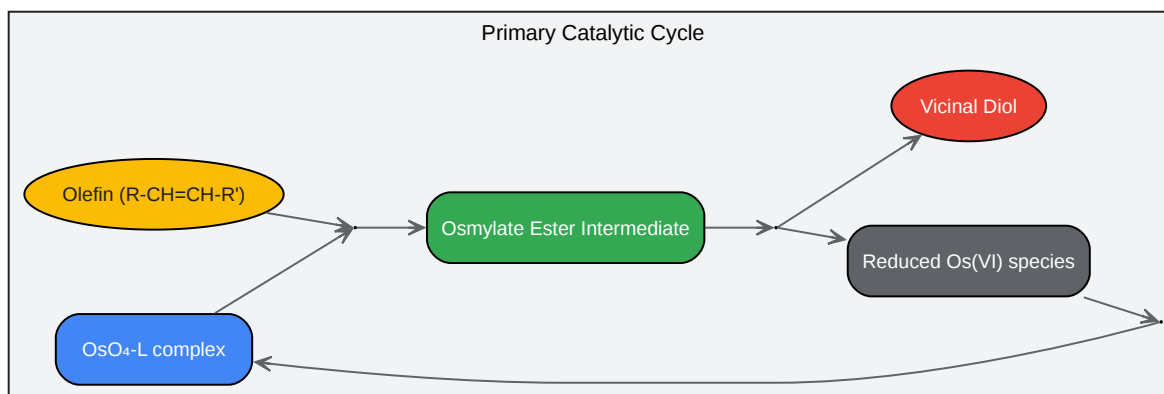 Primary Catalytic Cycle
Vicinal Diol
Olefin (R-CH=CH-R')
Osmylate Ester Intermediate
Reduced Os(VI) species
OsO₄-L complex